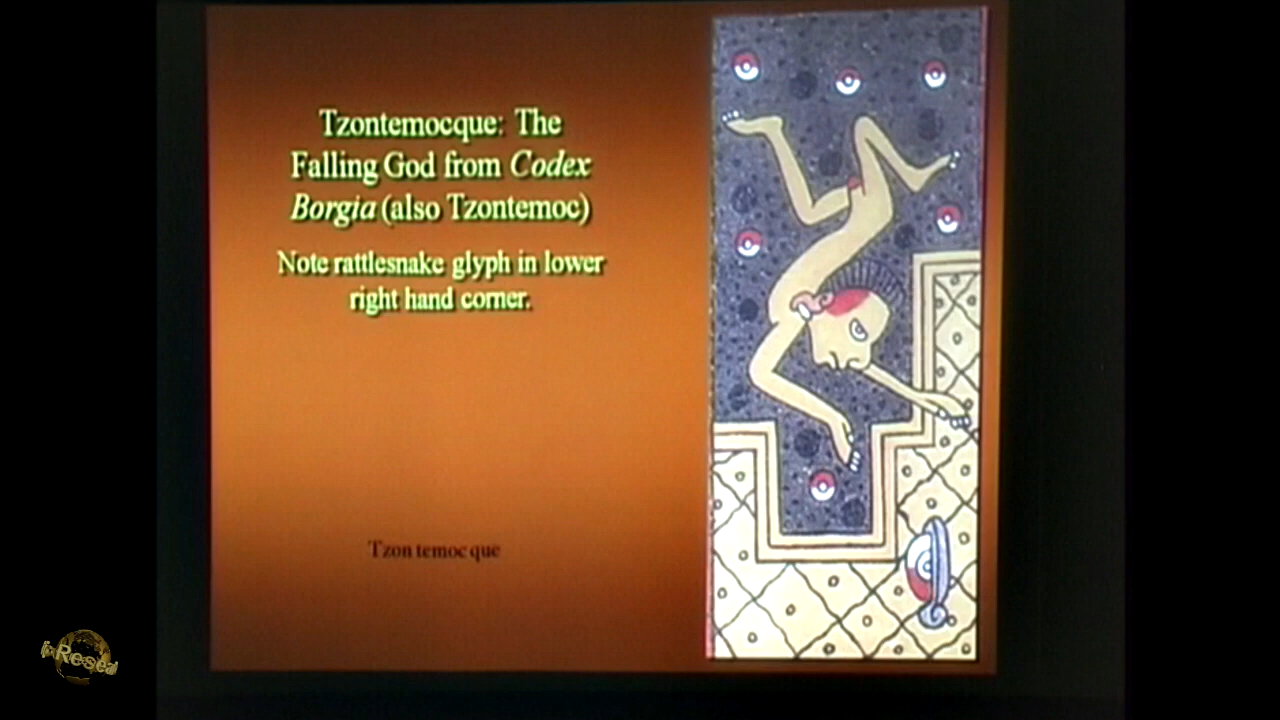 Tzontemocque: The
Falling God from Codex
Borgia (also Tzontemoc)
Note rattlesnake glyph in lower
right hand corner.
Tzon temoc que